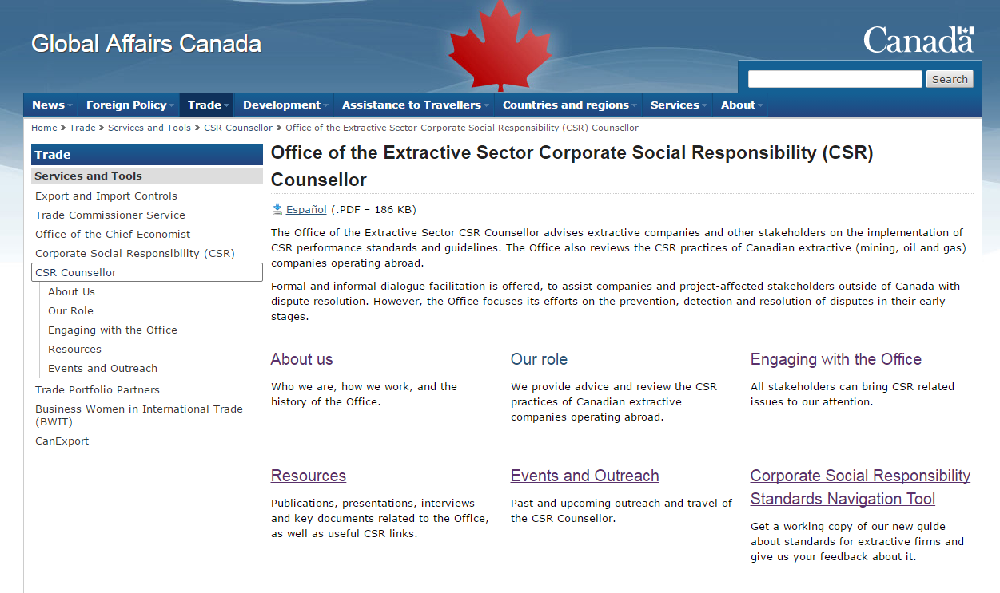 Global Affairs Canada
Canada
Search
News Foreign Policy Trade Development Assistance to Travellers Countries and regions Services About
Home > Trade > Services and Tools > CSR Counsellor > Office of the Extractive Sector Corporate Social Responsibility (CSR) Counsellor
Trade
Services and Tools
Export and Import Controls
Trade Commissioner Service
Office of the Chief Economist
Corporate Social Responsibility (CSR)
CSR Counsellor
About Us
Our Role
Engaging with the Office
Resources
Events and Outreach
Trade Portfolio Partners
Business Women in International Trade
(BWIT)
CanExport
Office of the Extractive Sector Corporate Social Responsibility (CSR)
Counsellor
Español (.PDF – 186 KB)
The Office of the Extractive Sector CSR Counsellor advises extractive companies and other stakeholders on the implementation of
CSR performance standards and guidelines. The Office also reviews the CSR practices of Canadian extractive (mining, oil and gas)
companies operating abroad.
Formal and informal dialogue facilitation is offered, to assist companies and project-affected stakeholders outside of Canada with
dispute resolution. However, the Office focuses its efforts on the prevention, detection and resolution of disputes in their early
stages.
About us
Who we are, how we work, and the
history of the Office.
Our role
We provide advice and review the CSR
practices of Canadian extractive
companies operating abroad.
Engaging with the Office
All stakeholders can bring CSR related
issues to our attention.
Resources
Publications, presentations, interviews
and key documents related to the Office,
as well as useful CSR links.
Events and Outreach
Past and upcoming outreach and travel of
the CSR Counsellor.
Corporate Social Responsibility
Standards Navigation Tool
Get a working copy of our new guide
about standards for extractive firms and
give us your feedback about it.